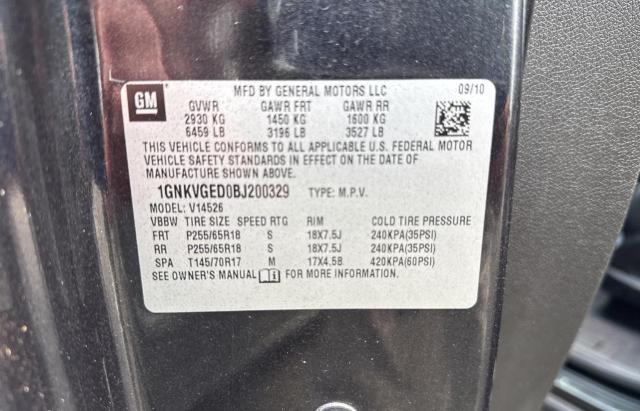 GM
MFD BY GENERAL MOTORS LLC 09/10
GVWR GAWR FRT GAWR RR
2930 KG 1450 KG 1600 KG
6459 LB 3196 LB 3527 LB
THIS VEHICLE CONFORMS TO ALL APPLICABLE U.S. FEDERAL MOTOR
VEHICLE SAFETY STANDARDS IN EFFECT ON THE DATE OF
MANUFACTURE SHOWN ABOVE.
1GNKVGED0BJ200329 TYPE: M.P.V.
MODEL: V14526
VBBW TIRE SIZE SPEED RTG RIM COLD TIRE PRESSURE
FRT P255/65R18 S 18X7.5J 240KPA(35PSI)
RR P255/65R18 S 18X7.5J 240KPA(35PSI)
SPA T145/70R17 M 17X4.5B 420KPA(60PSI)
SEE OWNER'S MANUAL FOR MORE INFORMATION.